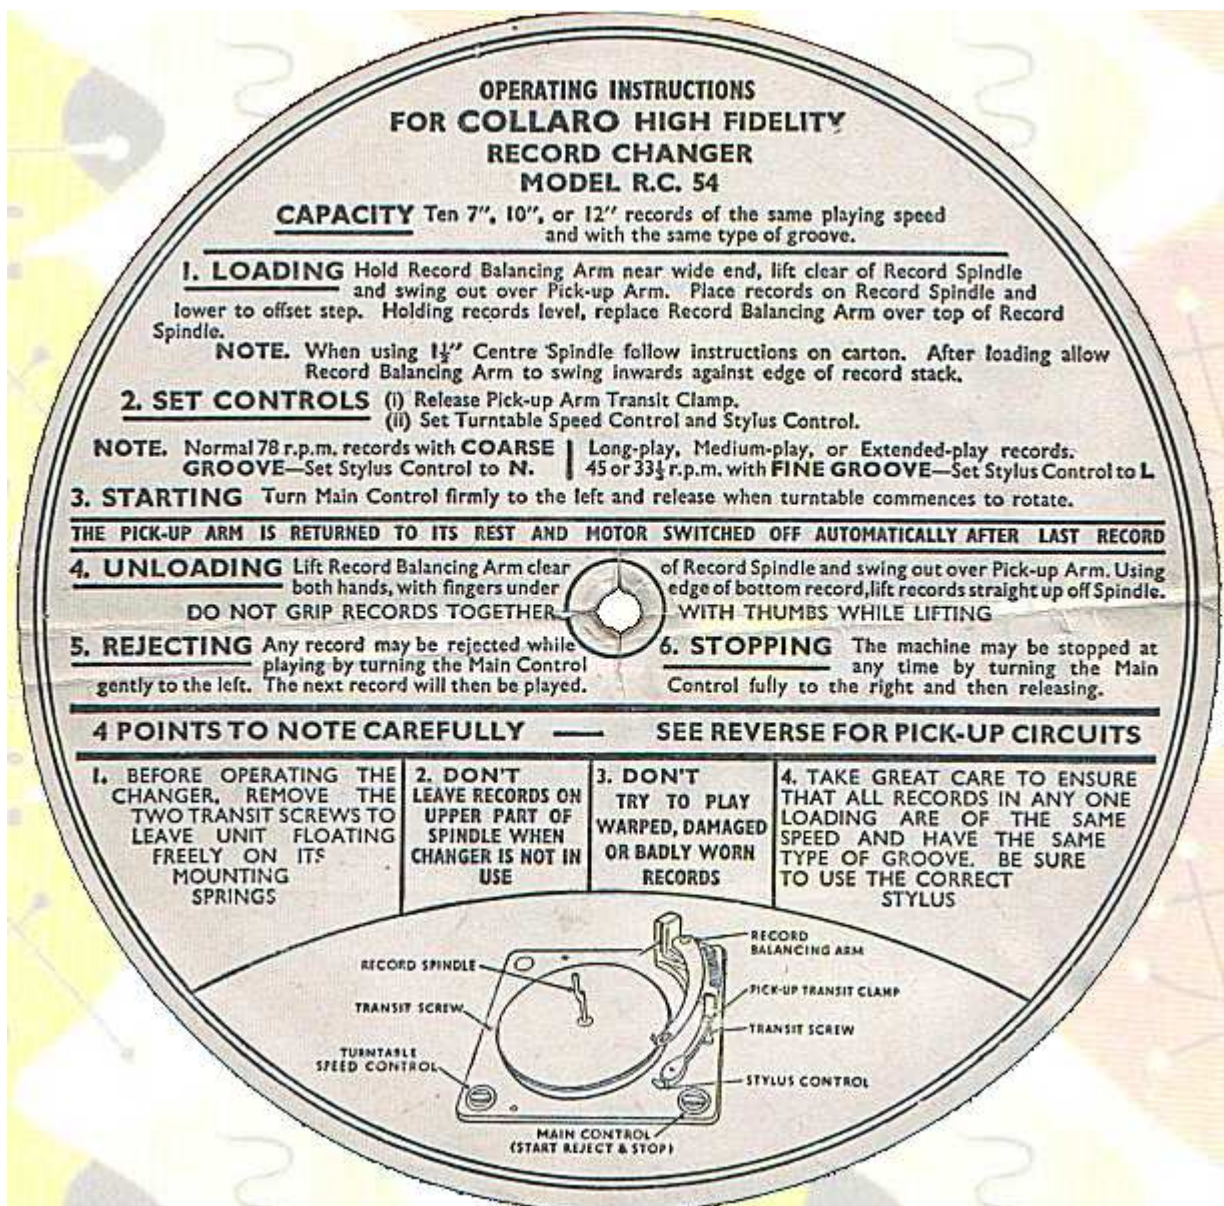 OPERATING INSTRUCTIONS
FOR COLLARO HIGH FIDELITY
RECORD CHANGER
MODEL R.C. 54
CAPACITY Ten 7", 10", or 12" records of the same playing speed
and with the same type of groove.
1. LOADING Hold Record Balancing Arm near wide end, lift clear of Record Spindle
and swing out over Pick-up Arm. Place records on Record Spindle and
lower to offset step. Holding records level, replace Record Balancing Arm over top of Record
Spindle.
NOTE. When using 1½" Centre Spindle follow instructions on carton. After loading allow
Record Balancing Arm to swing inwards against edge of record stack.
2. SET CONTROLS (i) Release Pick-up Arm Transit Clamp.
(ii) Set Turntable Speed Control and Stylus Control.
NOTE. Normal 78 r.p.m. records with COARSE
GROOVE—Set Stylus Control to N.
Long-play, Medium-play, or Extended-play records.
45 or 33⅓ r.p.m. with FINE GROOVE—Set Stylus Control to L
3. STARTING Turn Main Control firmly to the left and release when turntable commences to rotate.
THE PICK-UP ARM IS RETURNED TO ITS REST AND MOTOR SWITCHED OFF AUTOMATICALLY AFTER LAST RECORD
4. UNLOADING Lift Record Balancing Arm clear of Record Spindle and swing out over Pick-up Arm. Using
both hands, with fingers under edge of bottom record, lift records straight up off Spindle.
DO NOT GRIP RECORDS TOGETHER WITH THUMBS WHILE LIFTING
5. REJECTING Any record may be rejected while
playing by turning the Main Control
gently to the left. The next record will then be played.
6. STOPPING The machine may be stopped at
any time by turning the Main
Control fully to the right and then releasing.
4 POINTS TO NOTE CAREFULLY — SEE REVERSE FOR PICK-UP CIRCUITS
1. BEFORE OPERATING THE
CHANGER, REMOVE THE
TWO TRANSIT SCREWS TO
LEAVE UNIT FLOATING
FREELY ON ITS
MOUNTING
SPRINGS
2. DON'T
LEAVE RECORDS ON
UPPER PART OF
SPINDLE WHEN
CHANGER IS NOT IN
USE
3. DON'T
TRY TO PLAY
WARPED, DAMAGED
OR BADLY WORN
RECORDS
4. TAKE GREAT CARE TO ENSURE
THAT ALL RECORDS IN ANY ONE
LOADING ARE OF THE SAME
SPEED AND HAVE THE SAME
TYPE OF GROOVE. BE SURE
TO USE THE CORRECT
STYLUS
RECORD
BALANCING ARM
RECORD SPINDLE
PICK-UP TRANSIT CLAMP
TRANSIT SCREW
TRANSIT SCREW
TURNTABLE
SPEED CONTROL
STYLUS CONTROL
MAIN CONTROL
(START REJECT & STOP)